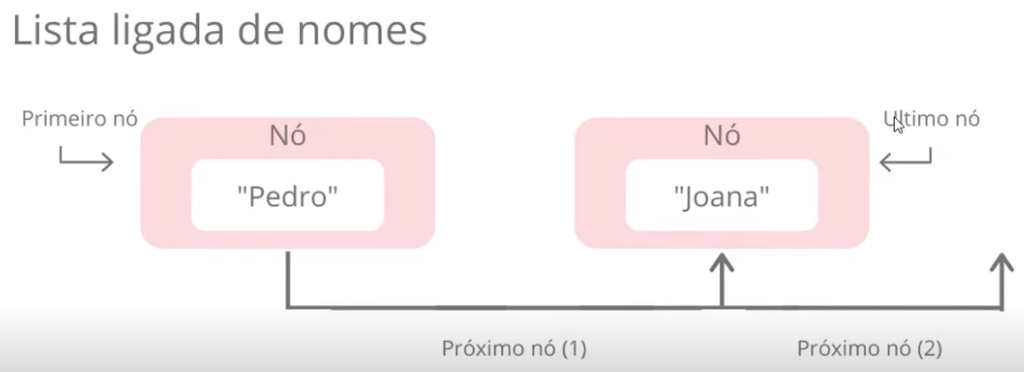 Lista ligada de nomes
Primeiro nó
Nó
"Pedro"
Nó
"Joana"
Ultimo nó
Próximo nó (1)
Próximo nó (2)